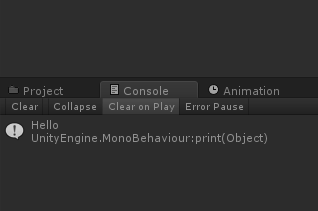 Project Console Animation
Clear Collapse Clear on Play Error Pause
Hello
UnityEngine.MonoBehaviour:print(Object)